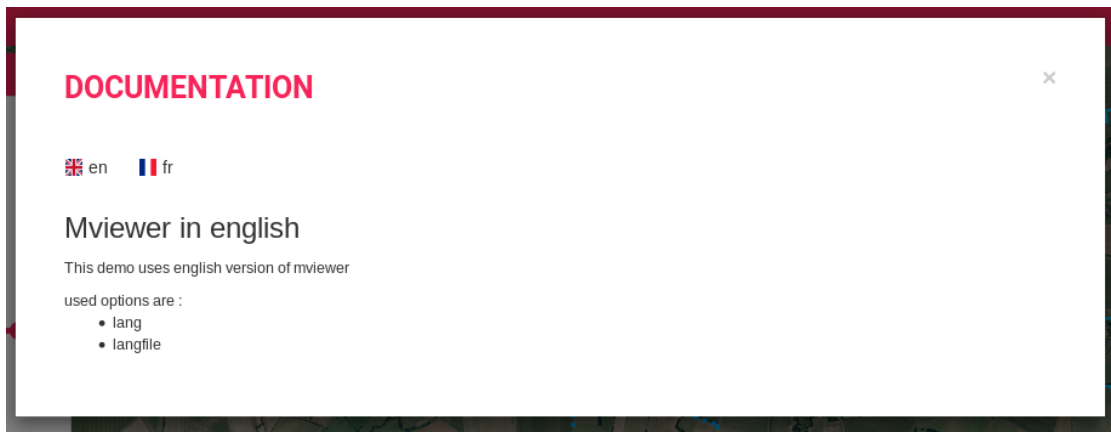 DOCUMENTATION ×
en fr
Mviewer in english
This demo uses english version of mviewer
used options are :
• lang
• langfile